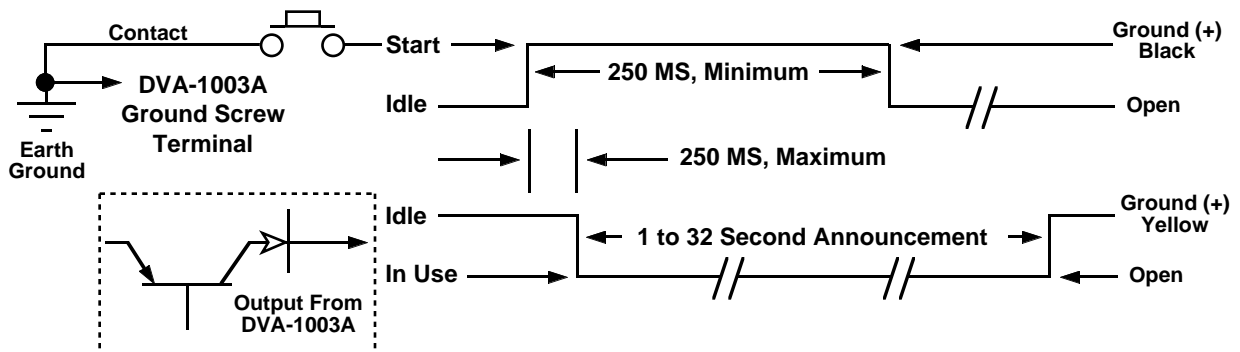 Contact
Start
Ground (+)
Black
250 MS, Minimum
DVA-1003A
Ground Screw
Terminal
Idle
Open
Earth
Ground
250 MS, Maximum
Idle
Ground (+)
Yellow
1 to 32 Second Announcement
In Use
Open
Output From
DVA-1003A